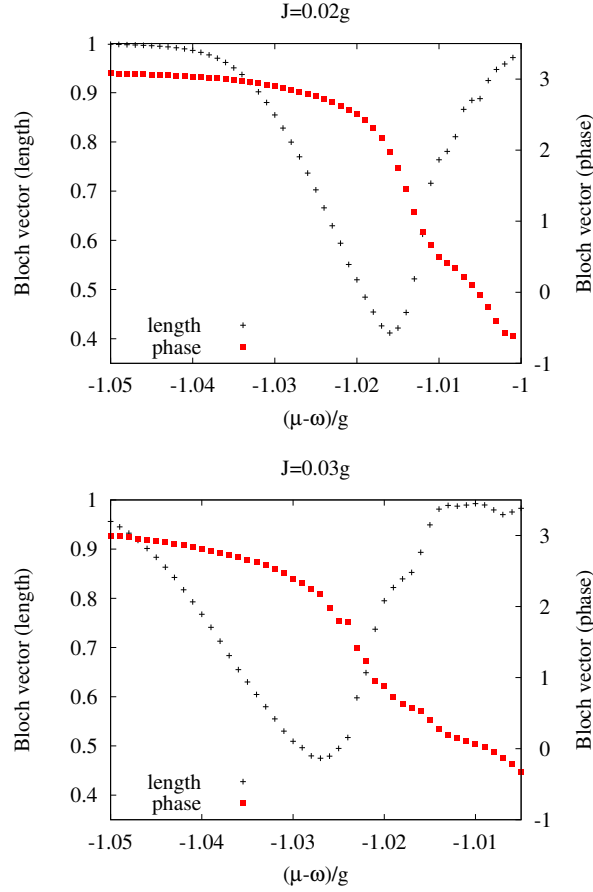 J=0.02g
1
0.9
0.8
0.7
0.6
0.5
0.4
3
2
1
0
-1
Bloch vector (length)
Bloch vector (phase)
length
phase
-1.05
-1.04
-1.03
-1.02
-1.01
-1
(μ-ω)/g
J=0.03g
1
0.9
0.8
0.7
0.6
0.5
0.4
3
2
1
0
-1
Bloch vector (length)
Bloch vector (phase)
length
phase
-1.05
-1.04
-1.03
-1.02
-1.01
(μ-ω)/g